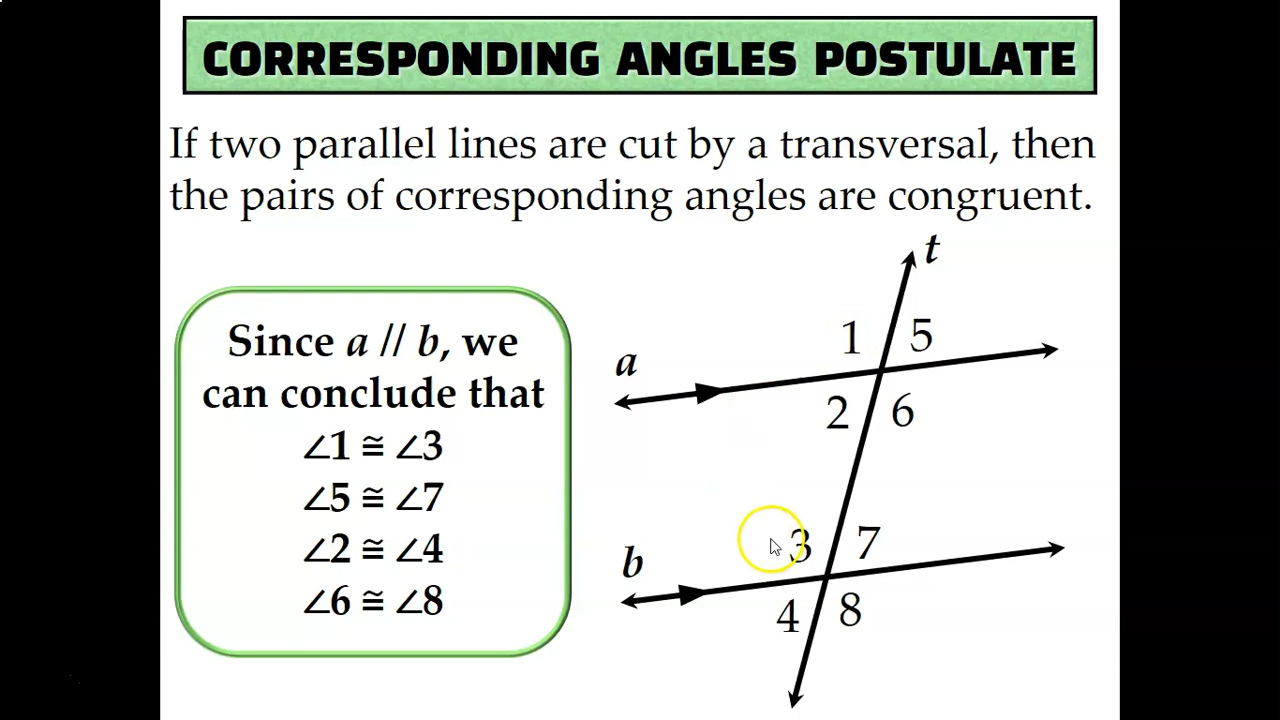 CORRESPONDING ANGLES POSTULATE
If two parallel lines are cut by a transversal, then
the pairs of corresponding angles are congruent.
Since a // b, we
can conclude that
∠1 ≅ ∠3
∠5 ≅ ∠7
∠2 ≅ ∠4
∠6 ≅ ∠8
t
1 5
a
2 6
3 7
b
4 8